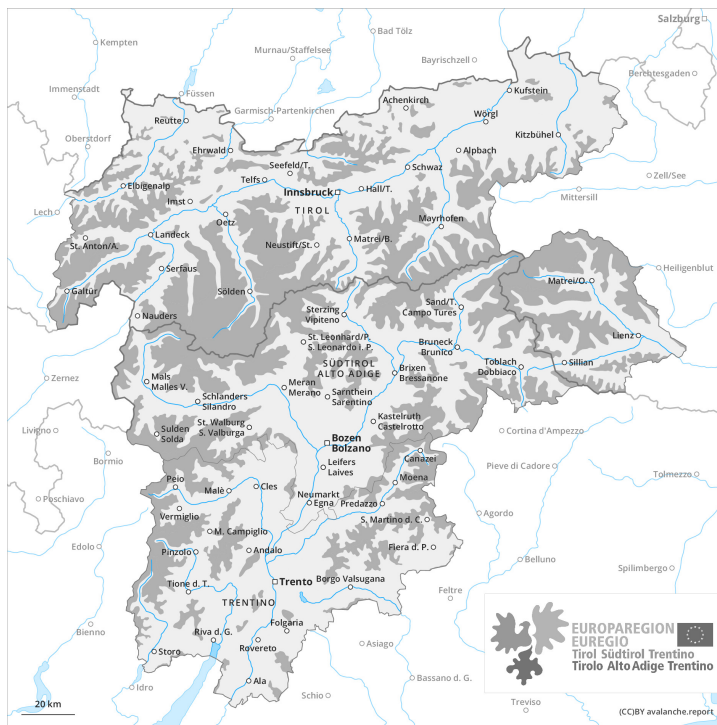 Salzburg
Kempten
Bad Tölz
Murnau/Staffelsee
Bayrischzell
Berchtesgaden
Immenstadt
Füssen
Kufstein
Achenkirch
Garmisch-Partenkirchen
Reutte
Wörgl
Oberstdorf
Kitzbühel
Ehrwald
Alpbach
Seefeld/T.
Schwaz
Telfs
Zell/See
Elbigenalp
Innsbruck
Hall/T.
Mittersill
Imst
TIROL
Lech
Oetz
Mayrhofen
Landeck
Matrei/B.
St. Anton/A.
Neustift/St.
Serfaus
Heiligenblut
Galtür
Sölden
Matrei/O.
Sand/T.
Campo Tures
Nauders
Sterzing
Vipiteno
St. Leonhard/P.
S. Leonardo i. P.
Lienz
Bruneck
Brunico
SÜDTIROL
ALTO ADIGE
Toblach
Dobbiaco
Sillian
Brixen
Bressanone
Zernez
Mals
Malles V.
Meran
Merano
Sarnthein
Sarentino
Schlanders
Silandro
Kastelruth
Castelrotto
St. Walburg
S. Valburga
Livigno
Sulden
Solda
Cortina d'Ampezzo
Bozen
Bolzano
Bormio
Canazei
Pieve di Cadore
Leifers
Laives
Tolmezzo
Peio
Moena
Malè
Cles
Poschiavo
Neumarkt
Egna
Predazzo
Vermiglio
Agordo
S. Martino d. C.
M. Campiglio
Edolo
Pinzolo
Andalo
Fiera d. P.
Belluno
Spilimbergo
Trento
Borgo Valsugana
Tione d. T.
Feltre
TRENTINO
Folgaria
Bienno
Riva d. G.
Rovereto
Asiago
Storo
Bassano d. G.
Ala
Idro
Schio
Treviso
EUROPAREGION
EUREGIO
Tirol Südtirol Trentino
Tirolo Alto Adige Trentino
20 km
(CC)BY avalanche.report